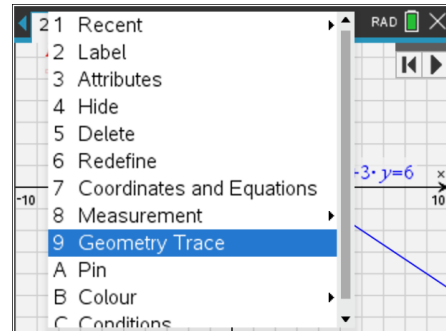 2
RAD
1 Recent
2 Label
3 Attributes
4 Hide
5 Delete
6 Redefine
7 Coordinates and Equations
8 Measurement
9 Geometry Trace
A Pin
B Colour
C Conditions
3·y=6
x
-10
10